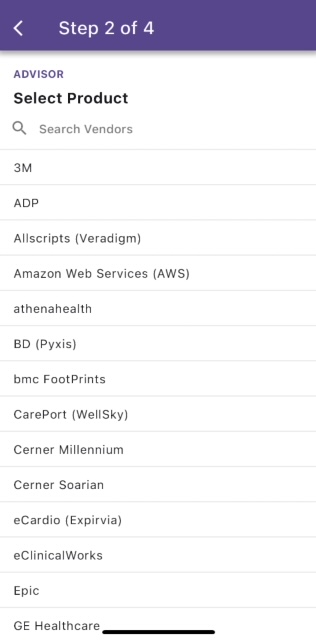 Step 2 of 4
ADVISOR
Select Product
Search Vendors
3M
ADP
Allscripts (Veradigm)
Amazon Web Services (AWS)
athenahealth
BD (Pyxis)
bmc FootPrints
CarePort (WellSky)
Cerner Millennium
Cerner Soarian
eCardio (Expirvia)
eClinicalWorks
Epic
GE Healthcare